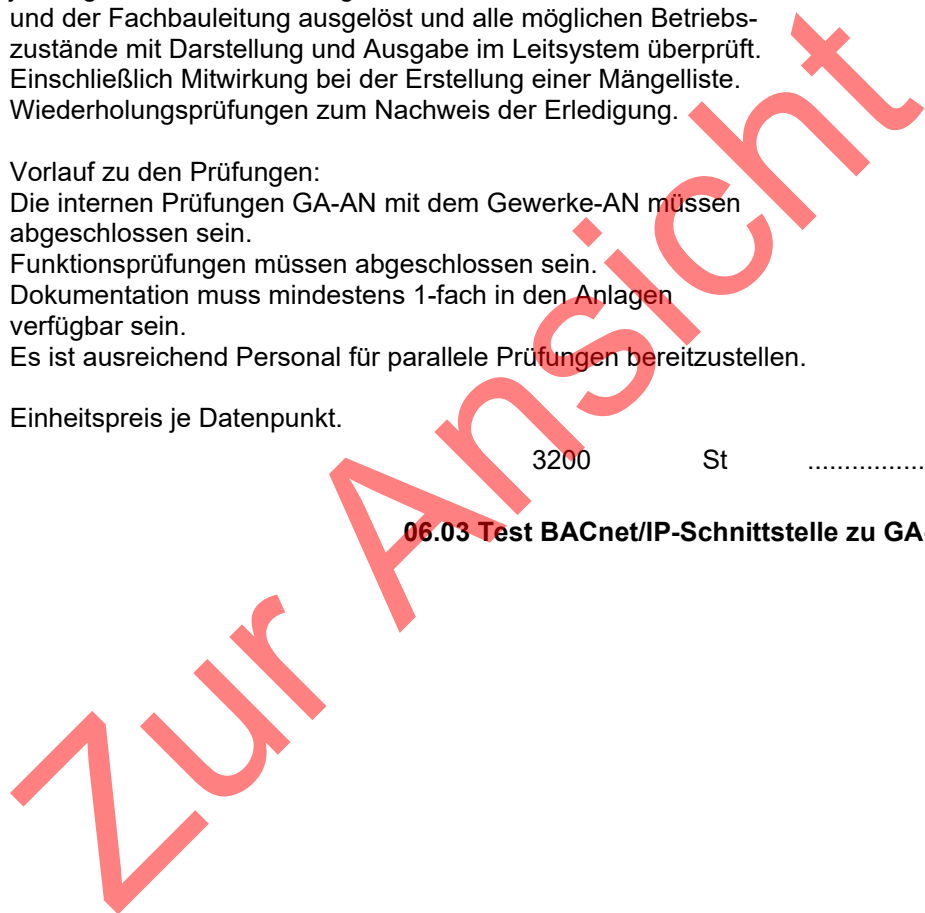 und der Fachbauleitung ausgelöst und alle möglichen Betriebs-
zustände mit Darstellung und Ausgabe im Leitsystem überprüft.
Einschließlich Mitwirkung bei der Erstellung einer Mängelliste.
Wiederholungsprüfungen zum Nachweis der Erledigung.
Vorlauf zu den Prüfungen:
Die internen Prüfungen GA-AN mit dem Gewerke-AN müssen
abgeschlossen sein.
Funktionsprüfungen müssen abgeschlossen sein.
Dokumentation muss mindestens 1-fach in den Anlagen
verfügbar sein.
Es ist ausreichend Personal für parallele Prüfungen bereitzustellen.
Einheitspreis je Datenpunkt.
3200 St ................
06.03 Test BACnet/IP-Schnittstelle zu GA-
Zur Ansicht